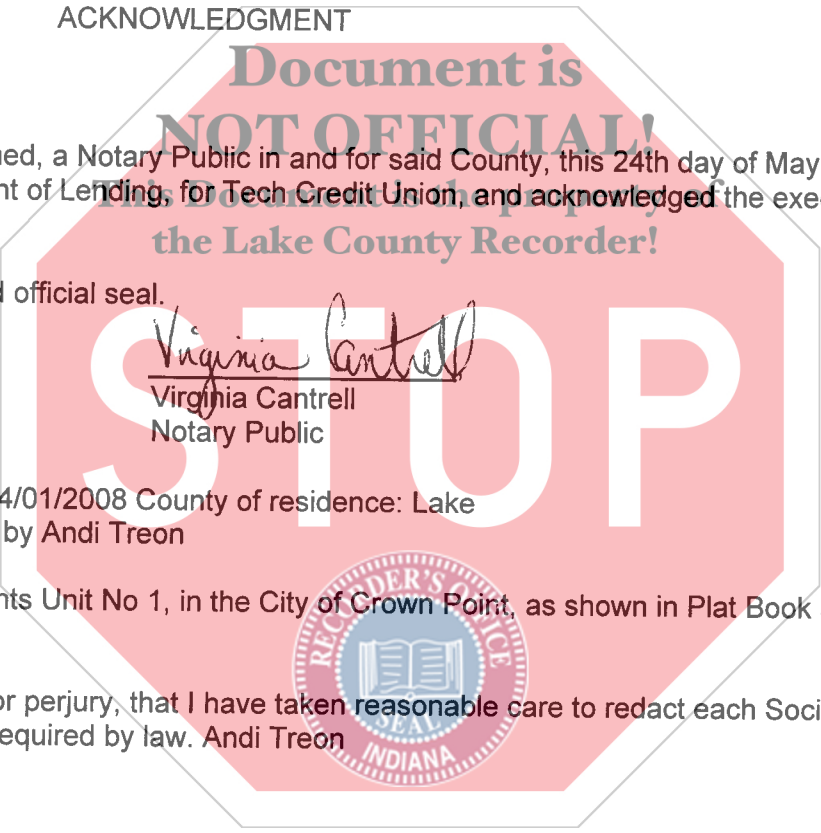 ACKNOWLEDGMENT
Document is
NOT OFFICIAL!
ned, a Notary Public in and for said County, this 24th day of May
This Document is the property of
nt of Lending, for Tech Credit Union, and acknowledged the exe-
the Lake County Recorder!
official seal.
STOP
Virginia Cantrell
Virginia Cantrell
Notary Public
4/01/2008 County of residence: Lake
by Andi Treon
nts Unit No 1, in the City of Crown Point, as shown in Plat Book
RECORDER'S OFFICE
SEAL
INDIANA
or perjury, that I have taken reasonable care to redact each Soci
equired by law. Andi Treon